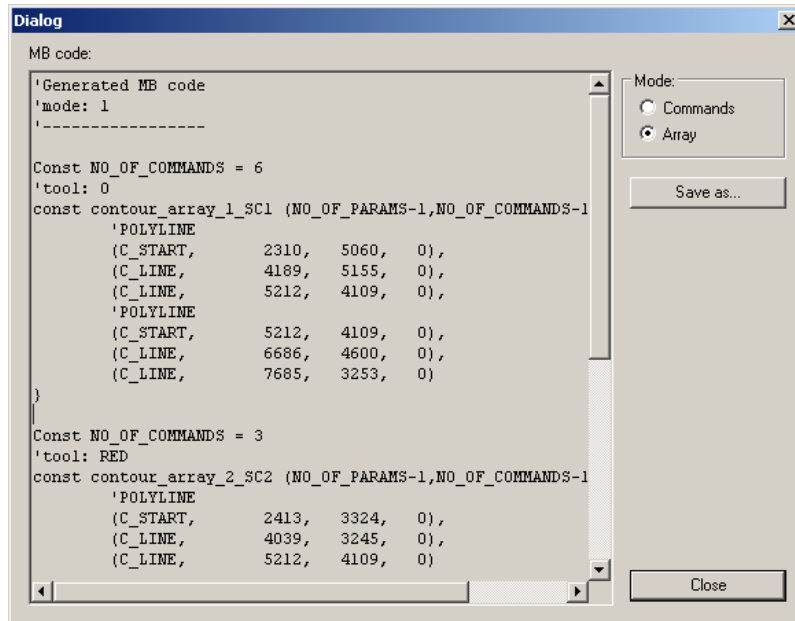 Dialog
MB code:
'Generated MB code
'mode: 1
'-----------------
Const NO_OF_COMMANDS = 6
'tool: 0
const contour_array_1_SC1 (NO_OF_PARAMS-1,NO_OF_COMMANDS-1
'POLYLINE
(C_START, 2310, 5060, 0),
(C_LINE, 4189, 5155, 0),
(C_LINE, 5212, 4109, 0),
'POLYLINE
(C_START, 5212, 4109, 0),
(C_LINE, 6686, 4600, 0),
(C_LINE, 7685, 3253, 0)
}
Const NO_OF_COMMANDS = 3
'tool: RED
const contour_array_2_SC2 (NO_OF_PARAMS-1,NO_OF_COMMANDS-1
'POLYLINE
(C_START, 2413, 3324, 0),
(C_LINE, 4039, 3245, 0),
(C_LINE, 5212, 4109, 0)
Mode:
Commands
Array
Save as...
Close